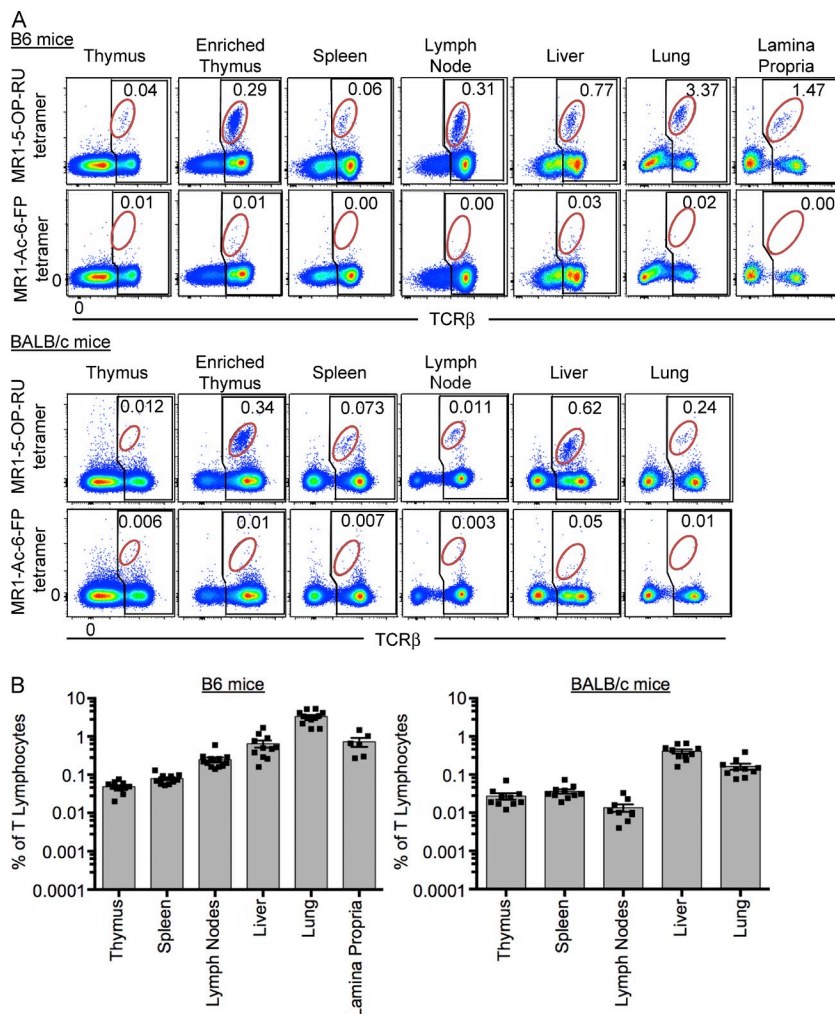 A
B6 mice
Thymus
Enriched
Thymus
Spleen
Lymph
Node
Liver
Lung
Lamina
Propria
MR1-5-OP-RU
tetramer
0.04
0.29
0.06
0.31
0.77
3.37
1.47
MR1-Ac-6-FP
tetramer
0.01
0.01
0.00
0.00
0.03
0.02
0.00
0
0
TCRβ
BALB/c mice
Thymus
Enriched
Thymus
Spleen
Lymph
Node
Liver
Lung
MR1-5-OP-RU
tetramer
0.012
0.34
0.073
0.011
0.62
0.24
MR1-Ac-6-FP
tetramer
0.006
0.01
0.007
0.003
0.05
0.01
0
0
TCRβ
B
B6 mice
% of T Lymphocytes
10
1
0.1
0.01
0.001
0.0001
Thymus
Spleen
Lymph Nodes
Liver
Lung
Lamina Propria
BALB/c mice
% of T Lymphocytes
10
1
0.1
0.01
0.001
0.0001
Thymus
Spleen
Lymph Nodes
Liver
Lung